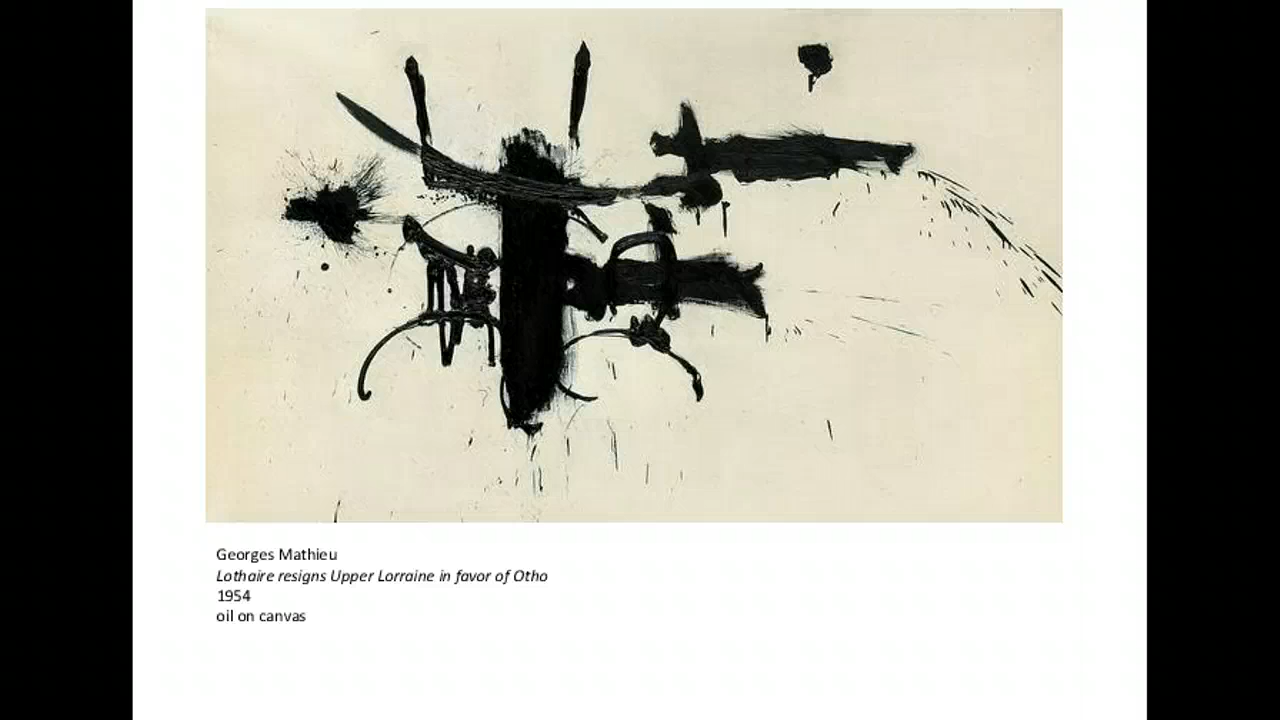 Georges Mathieu
Lothaire resigns Upper Lorraine in favor of Otho
1954
oil on canvas